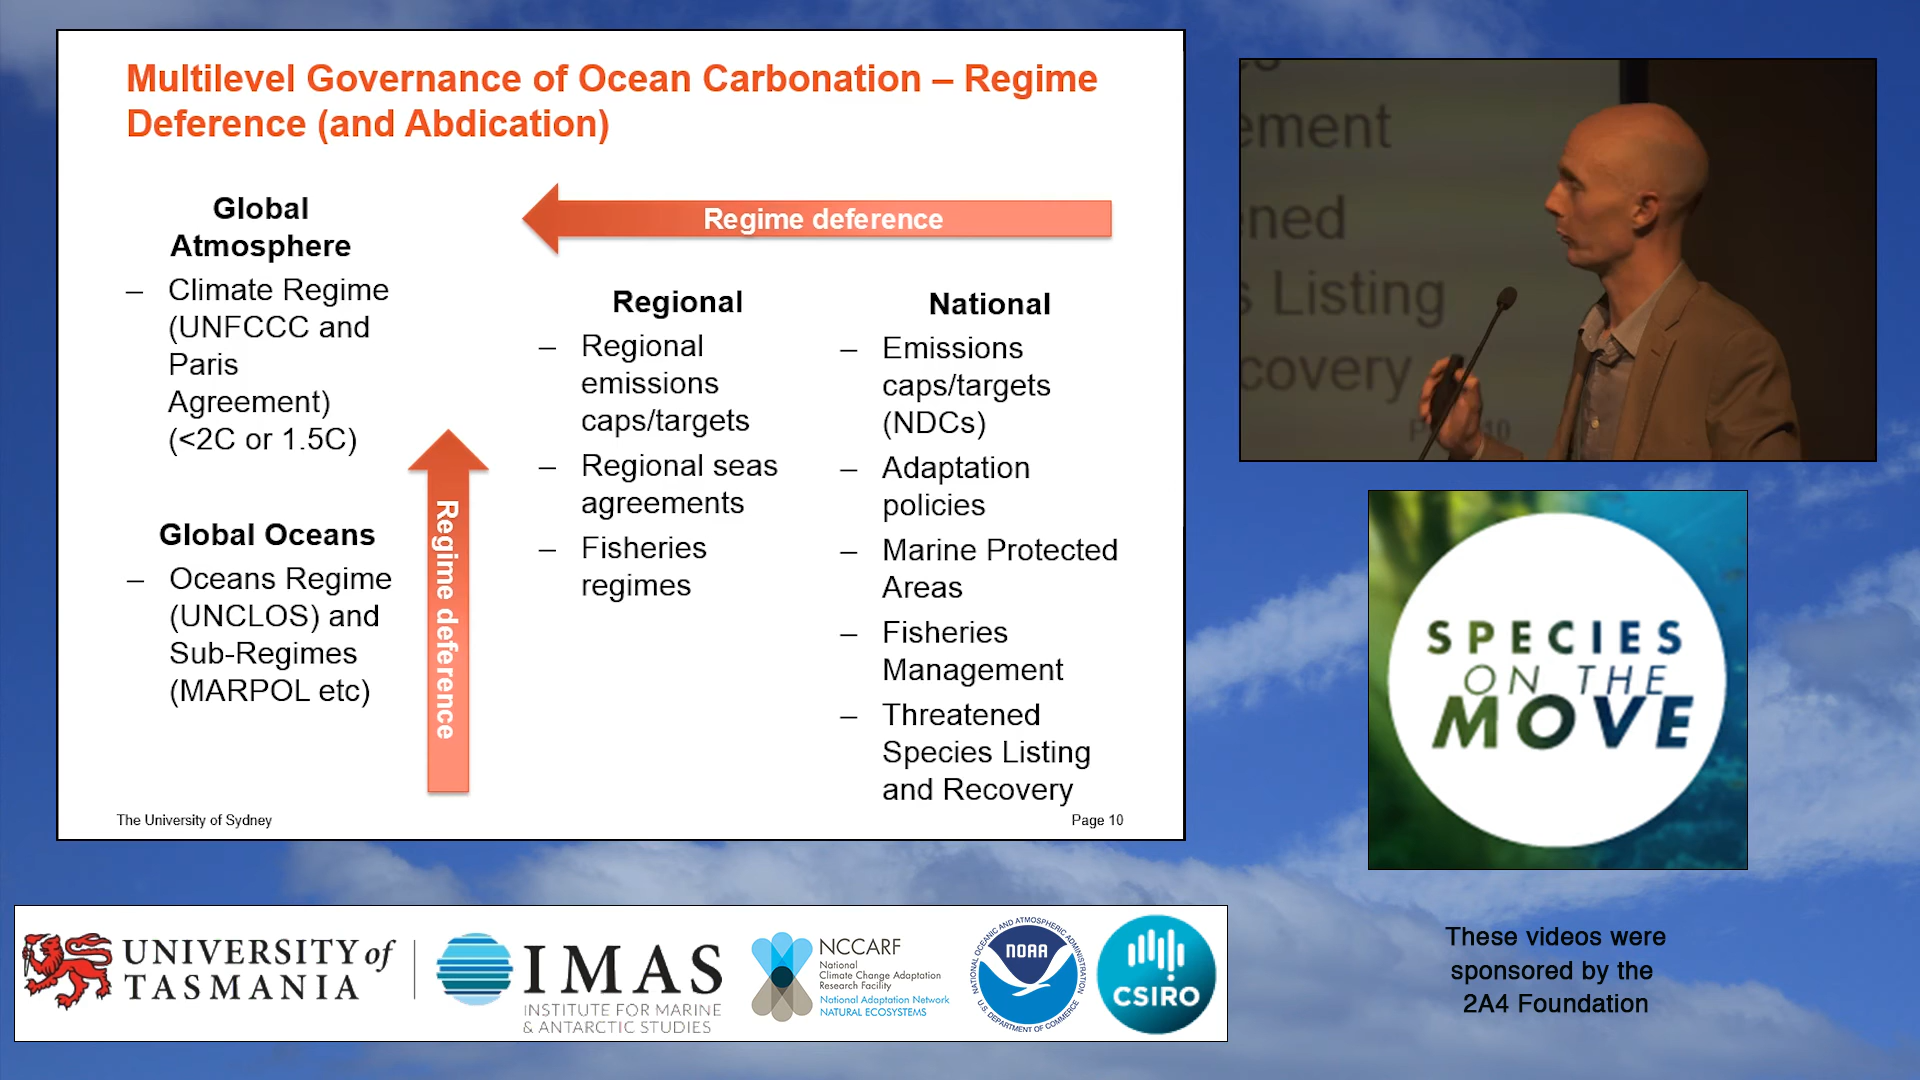 Multilevel Governance of Ocean Carbonation – Regime
Deference (and Abdication)
Global
Atmosphere
– Climate Regime
(UNFCCC and
Paris
Agreement)
(<2C or 1.5C)
Global Oceans
– Oceans Regime
(UNCLOS) and
Sub-Regimes
(MARPOL etc)
Regime deference
Regime deference
Regional
– Regional
emissions
caps/targets
– Regional seas
agreements
– Fisheries
regimes
National
– Emissions
caps/targets
(NDCs)
– Adaptation
policies
– Marine Protected
Areas
– Fisheries
Management
– Threatened
Species Listing
and Recovery
The University of Sydney
Page 10
ement
ned
s Listing
covery
10
SPECIES
ON THE
MOVE
These videos were
sponsored by the
2A4 Foundation
UNIVERSITY of
TASMANIA
IMAS
INSTITUTE FOR MARINE
& ANTARCTIC STUDIES
NCCARF
National
Climate Change Adaptation
Research Facility
National Adaptation Network
NATURAL ECOSYSTEMS
NATIONAL OCEANIC AND ATMOSPHERIC ADMINISTRATION
NOAA
U.S. DEPARTMENT OF COMMERCE
CSIRO